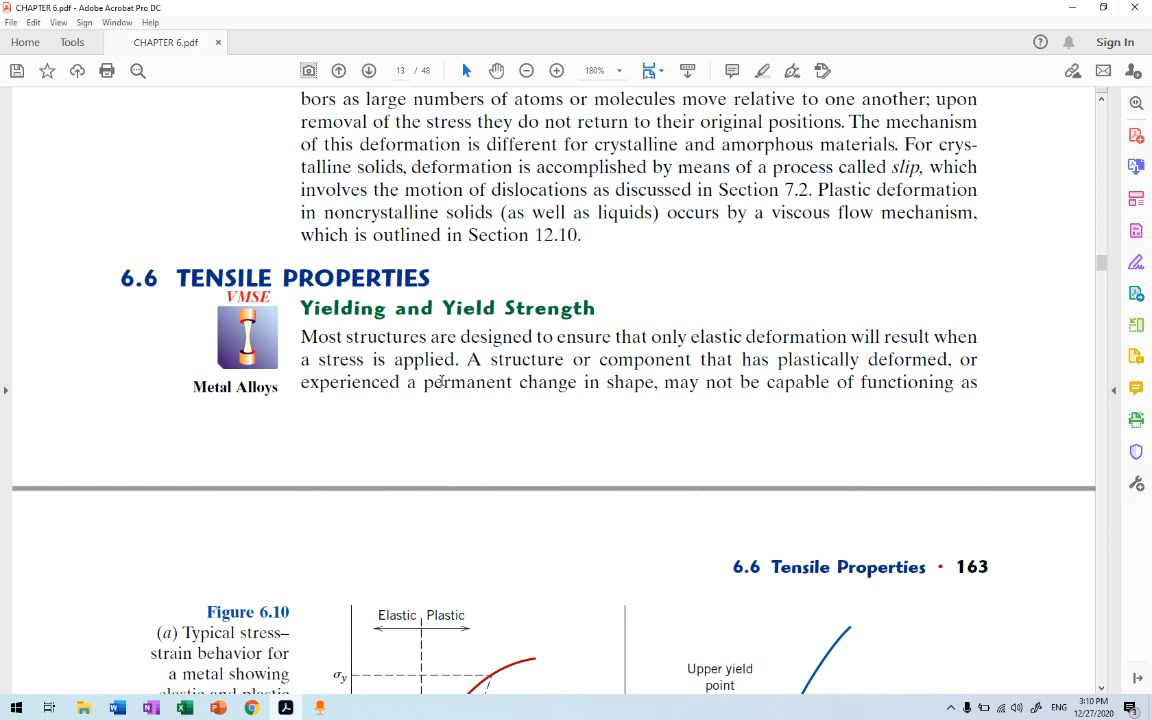 CHAPTER 6.pdf - Adobe Acrobat Pro DC
File Edit View Sign Window Help
Home Tools CHAPTER 6.pdf × Sign In
13 / 48 180%
bors as large numbers of atoms or molecules move relative to one another; upon
removal of the stress they do not return to their original positions. The mechanism
of this deformation is different for crystalline and amorphous materials. For crys-
talline solids, deformation is accomplished by means of a process called slip, which
involves the motion of dislocations as discussed in Section 7.2. Plastic deformation
in noncrystalline solids (as well as liquids) occurs by a viscous flow mechanism,
which is outlined in Section 12.10.
6.6 TENSILE PROPERTIES
VMSE
Metal Alloys
Yielding and Yield Strength
Most structures are designed to ensure that only elastic deformation will result when
a stress is applied. A structure or component that has plastically deformed, or
experienced a permanent change in shape, may not be capable of functioning as
6.6 Tensile Properties • 163
Figure 6.10
(a) Typical stress–
strain behavior for
a metal showing
elastic and plastic
Elastic Plastic
σy
Upper yield
point
ENG
3:10 PM
12/27/2020
3